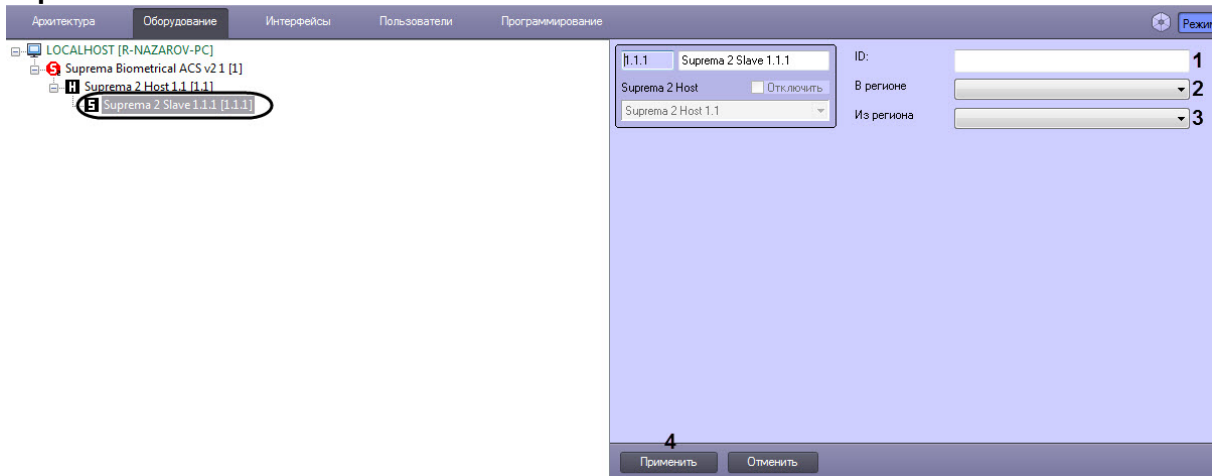 Архитектура Оборудование Интерфейсы Пользователи Программирование
LOCALHOST [R-NAZAROV-PC]
Suprema Biometrical ACS v2 1 [1]
Suprema 2 Host 1.1 [1.1]
Suprema 2 Slave 1.1.1 [1.1.1]
1.1.1 Suprema 2 Slave 1.1.1
Suprema 2 Host Отключить
Suprema 2 Host 1.1
ID: 1
В регионе 2
Из региона 3
4
Применить Отменить